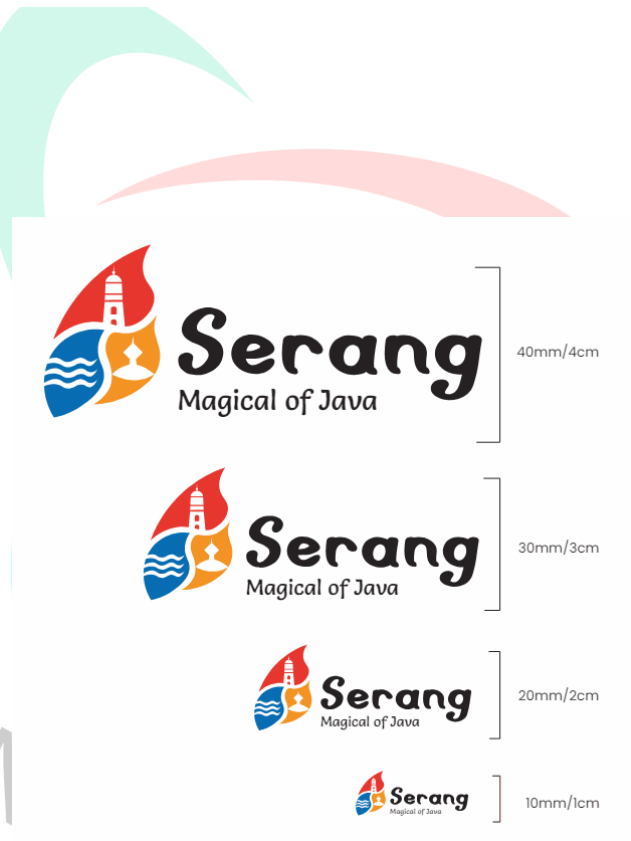 Serang
Magical of Java
40mm/4cm
Serang
Magical of Java
30mm/3cm
Serang
Magical of Java
20mm/2cm
Serang
Magical of Java
10mm/1cm